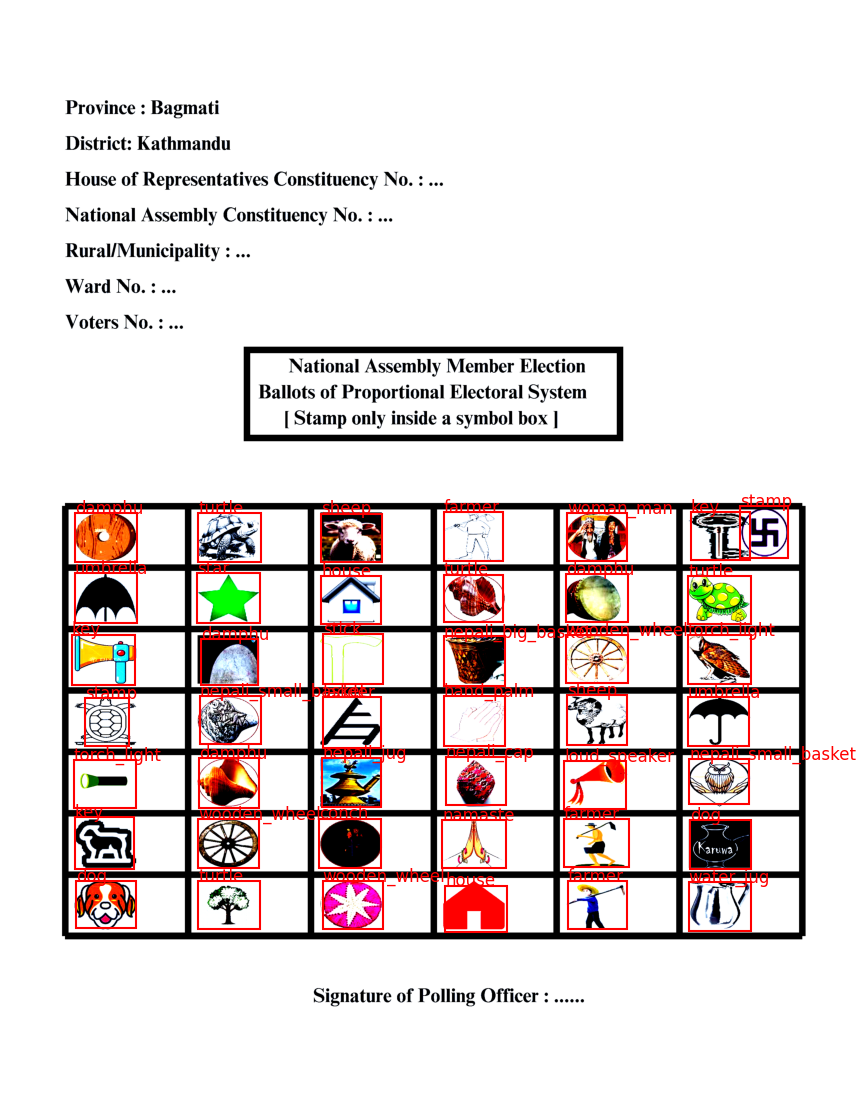 Province : Bagmati
District: Kathmandu
House of Representatives Constituency No. : ...
National Assembly Constituency No. : ...
Rural/Municipality : ...
Ward No. : ...
Voters No. : ...
National Assembly Member Election
Ballots of Proportional Electoral System
[ Stamp only inside a symbol box ]
damphu turtle sheep farmer woman_man key stamp
umbrella star house turtle damphu turtle
key damphu stick nepali_big_basket wooden_wheel torch_light
stamp nepali_small_basket hand_palm sheep umbrella
torch_light damphu nepali_jug nepali_cap loud_speaker nepali_small_basket
key wooden_wheel conch namaste farmer dog
Karuwa
dog turtle wooden_wheel house farmer water_jug
Signature of Polling Officer : ......